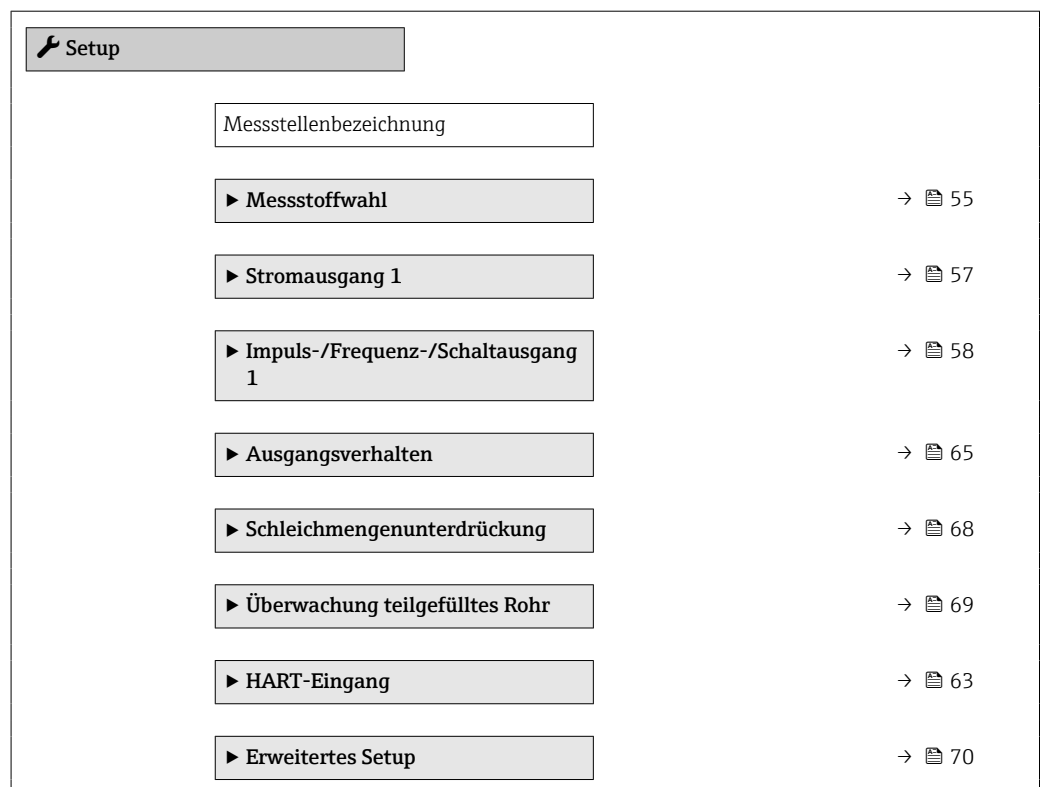 Setup
Messstellenbezeichnung
▶ Messstoffwahl → 55
▶ Stromausgang 1 → 57
▶ Impuls-/Frequenz-/Schaltausgang → 58
1
▶ Ausgangsverhalten → 65
▶ Schleichmengenunterdrückung → 68
▶ Überwachung teilgefülltes Rohr → 69
▶ HART-Eingang → 63
▶ Erweitertes Setup → 70